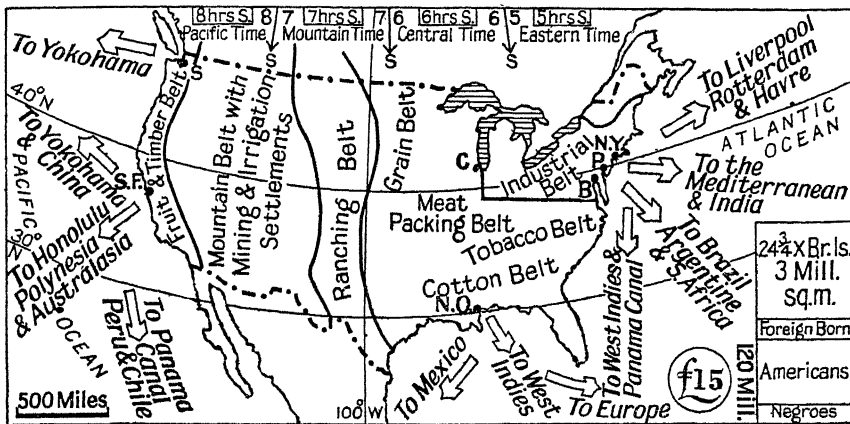 8hrs S. 8 7 7hrs S. 7 6 6hrs S. 6 5 5hrs S.
Pacific Time Mountain Time Central Time Eastern Time
S S S S
To Yokohama
40°N
To Yokohama
& China
S.F.
PACIFIC
30°
N
To Honolulu
Polynesia
& Australasia
OCEAN
To Panama
Canal
Peru & Chile
500 Miles
Fruit & Timber Belt
Mountain Belt with
Mining & Irrigation
Settlements
Ranching Belt
Grain Belt
C.
Industrial
Belt
N.Y.
P.
B.
Meat
Packing Belt
Tobacco Belt
Cotton Belt
N.O.
100°W
To Mexico
To West
Indies
To Europe
To West Indies &
Panama Canal
To Brazil
Argentine
& S. Africa
To the
Mediterranean
& India
To Liverpool
Rotterdam
& Havre
ATLANTIC
OCEAN
24¾ X Br. Is.
3 Mill.
sq.m.
Foreign Born
Americans
Negroes
120 Mill.
£15